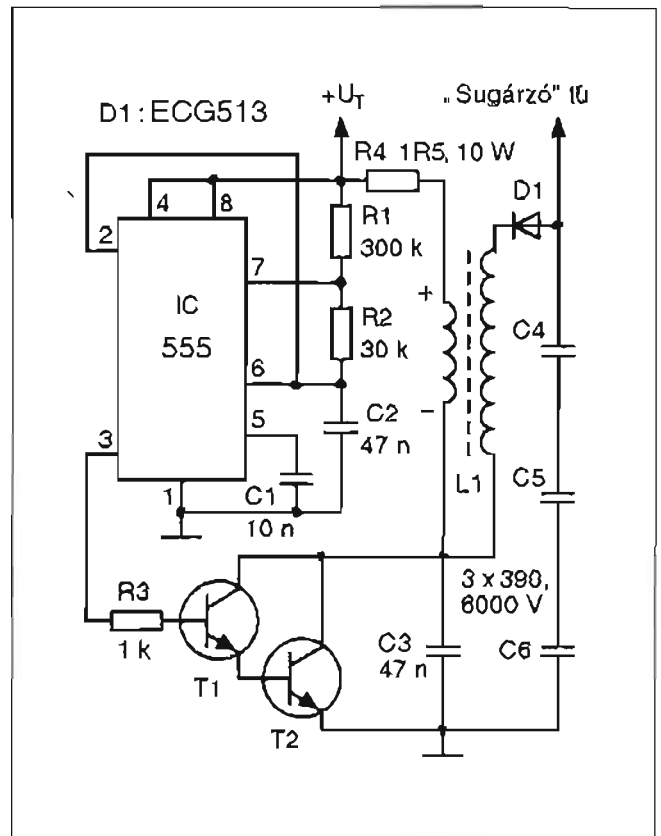 D1 : ECG513
+U_T
„Sugárzó" tű
R4 1R5, 10 W
D1
4
8
2
R1
300 k
7
IC
555
+
R2
30 k
C4
6
C2
47 n
−
5
3
C1
10 n
L1
C5
1
3 x 390,
6000 V
R3
1 k
T1
C3
47 n
C6
T2